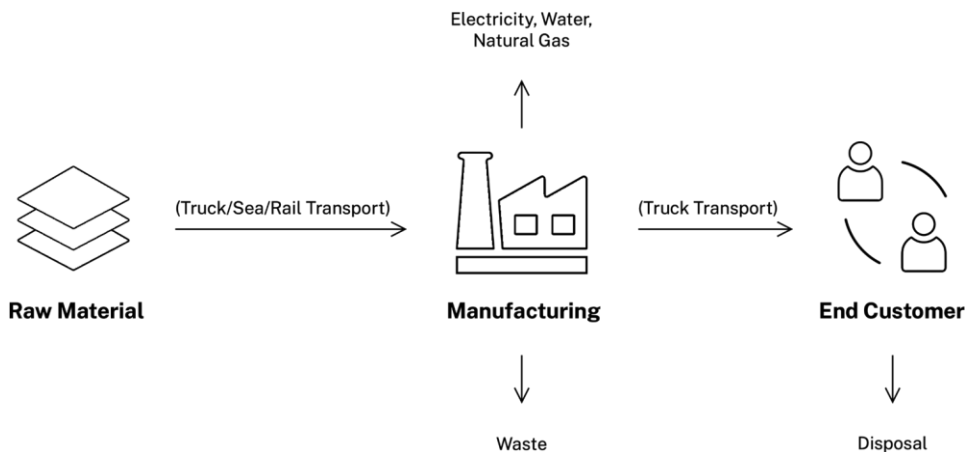 Electricity, Water,
Natural Gas
(Truck/Sea/Rail Transport)
(Truck Transport)
Raw Material
Manufacturing
End Customer
Waste
Disposal